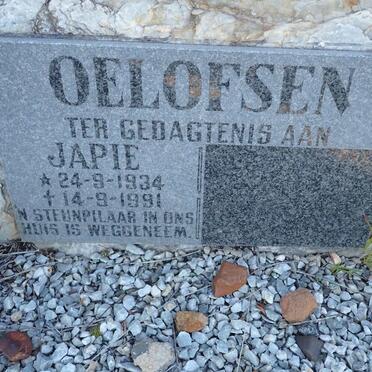 OELOFSEN
TER GEDAGTENIS AAN
JAPIE
* 24-9-1934
† 14-9-1991
'N STEUNPILAAR IN ONS
HUIS IS WEGGENEEM.